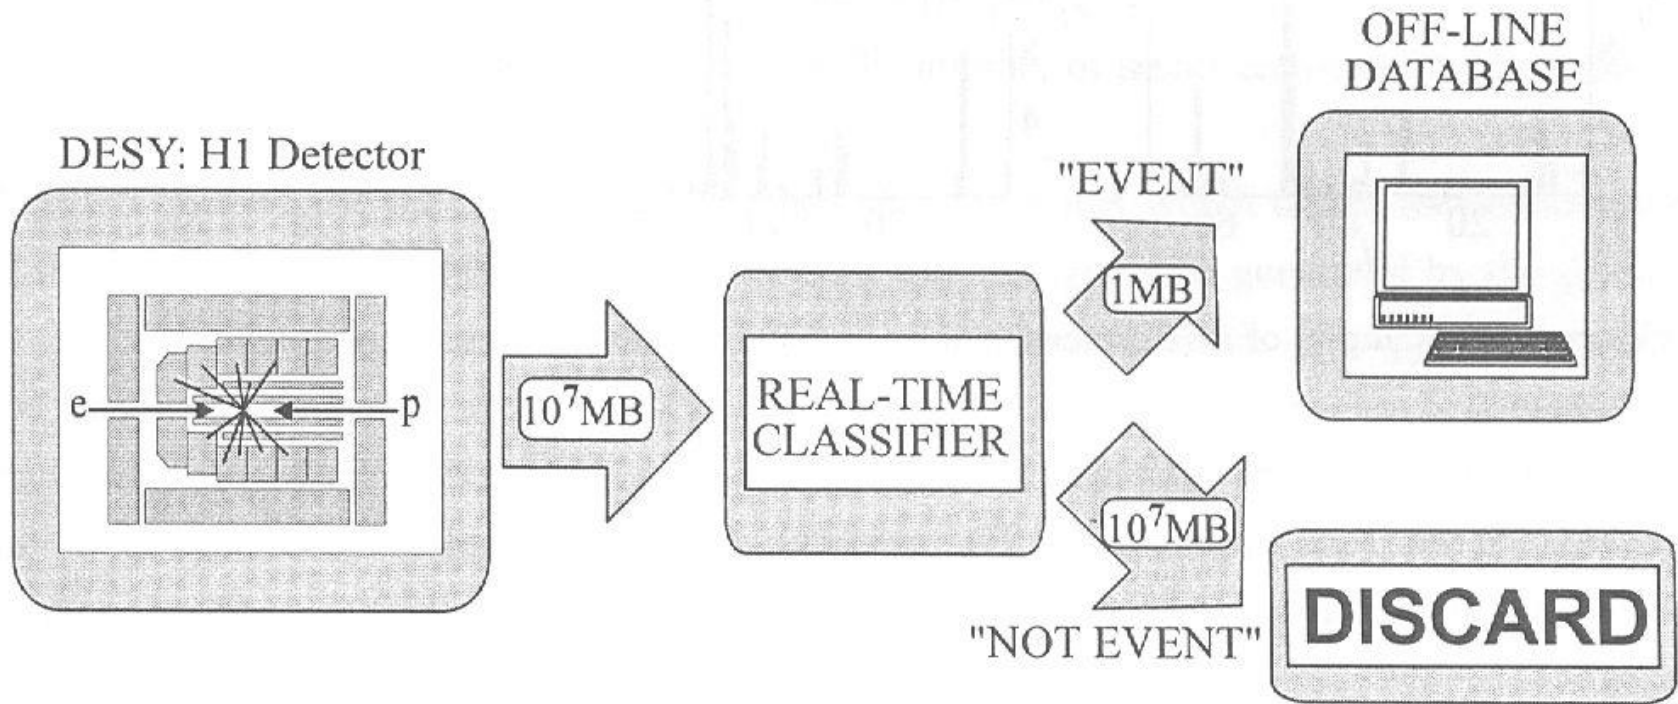 DESY: H1 Detector
e
p
10⁷MB
REAL-TIME
CLASSIFIER
"EVENT"
1MB
OFF-LINE
DATABASE
10⁷MB
"NOT EVENT"
DISCARD